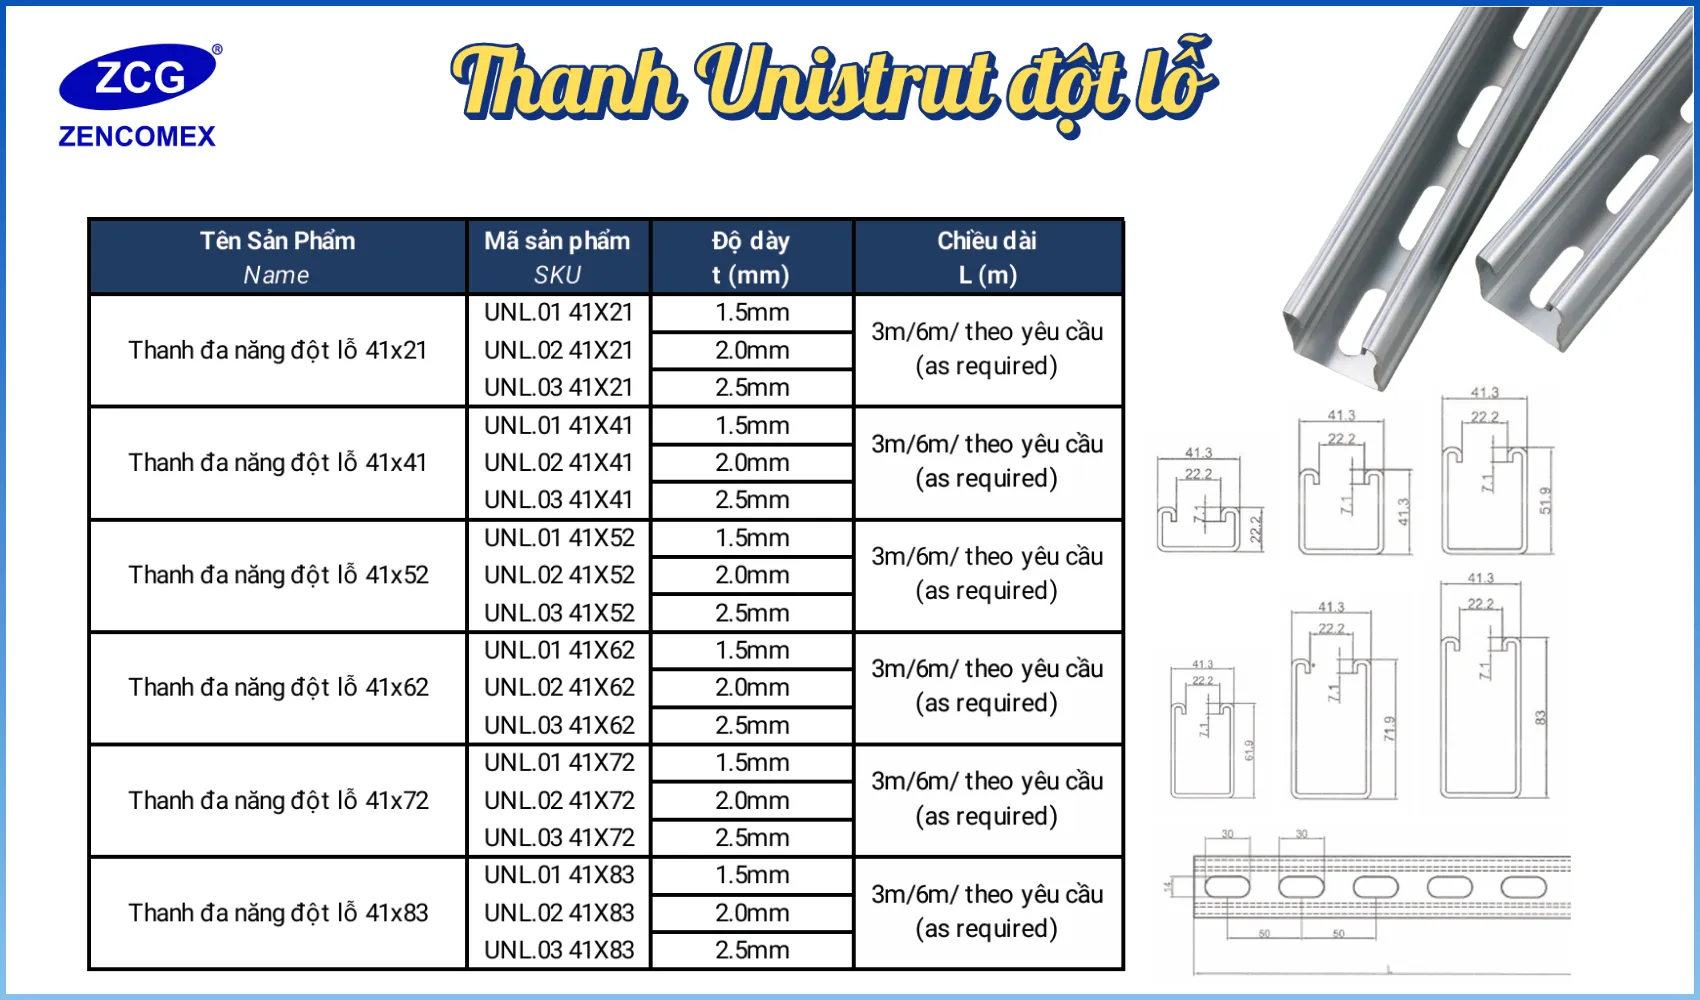 ZCG®
ZENCOMEX
Thanh Unistrut đột lỗ
Tên Sản Phẩm
Name
Mã sản phẩm
SKU
Độ dày
t (mm)
Chiều dài
L (m)
Thanh đa năng đột lỗ 41x21
UNL.01 41X21
UNL.02 41X21
UNL.03 41X21
1.5mm
2.0mm
2.5mm
3m/6m/ theo yêu cầu
(as required)
Thanh đa năng đột lỗ 41x41
UNL.01 41X41
UNL.02 41X41
UNL.03 41X41
1.5mm
2.0mm
2.5mm
3m/6m/ theo yêu cầu
(as required)
Thanh đa năng đột lỗ 41x52
UNL.01 41X52
UNL.02 41X52
UNL.03 41X52
1.5mm
2.0mm
2.5mm
3m/6m/ theo yêu cầu
(as required)
Thanh đa năng đột lỗ 41x62
UNL.01 41X62
UNL.02 41X62
UNL.03 41X62
1.5mm
2.0mm
2.5mm
3m/6m/ theo yêu cầu
(as required)
Thanh đa năng đột lỗ 41x72
UNL.01 41X72
UNL.02 41X72
UNL.03 41X72
1.5mm
2.0mm
2.5mm
3m/6m/ theo yêu cầu
(as required)
Thanh đa năng đột lỗ 41x83
UNL.01 41X83
UNL.02 41X83
UNL.03 41X83
1.5mm
2.0mm
2.5mm
3m/6m/ theo yêu cầu
(as required)
41.3
22.2
7.1
22.2
41.3
22.2
7.1
41.3
41.3
22.2
7.1
51.9
41.3
22.2
7.1
61.9
41.3
22.2
7.1
71.9
41.3
22.2
7.1
83
30
30
14
50
50
L